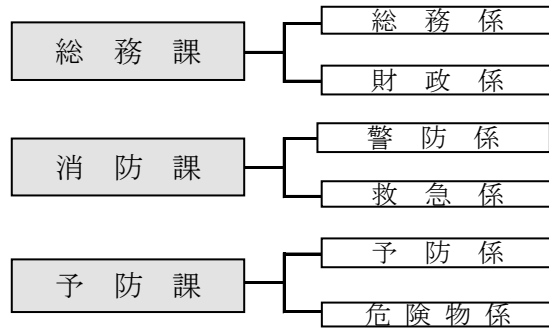 総務課
総務係
財政係
消防課
警防係
救急係
予防課
予防係
危険物係